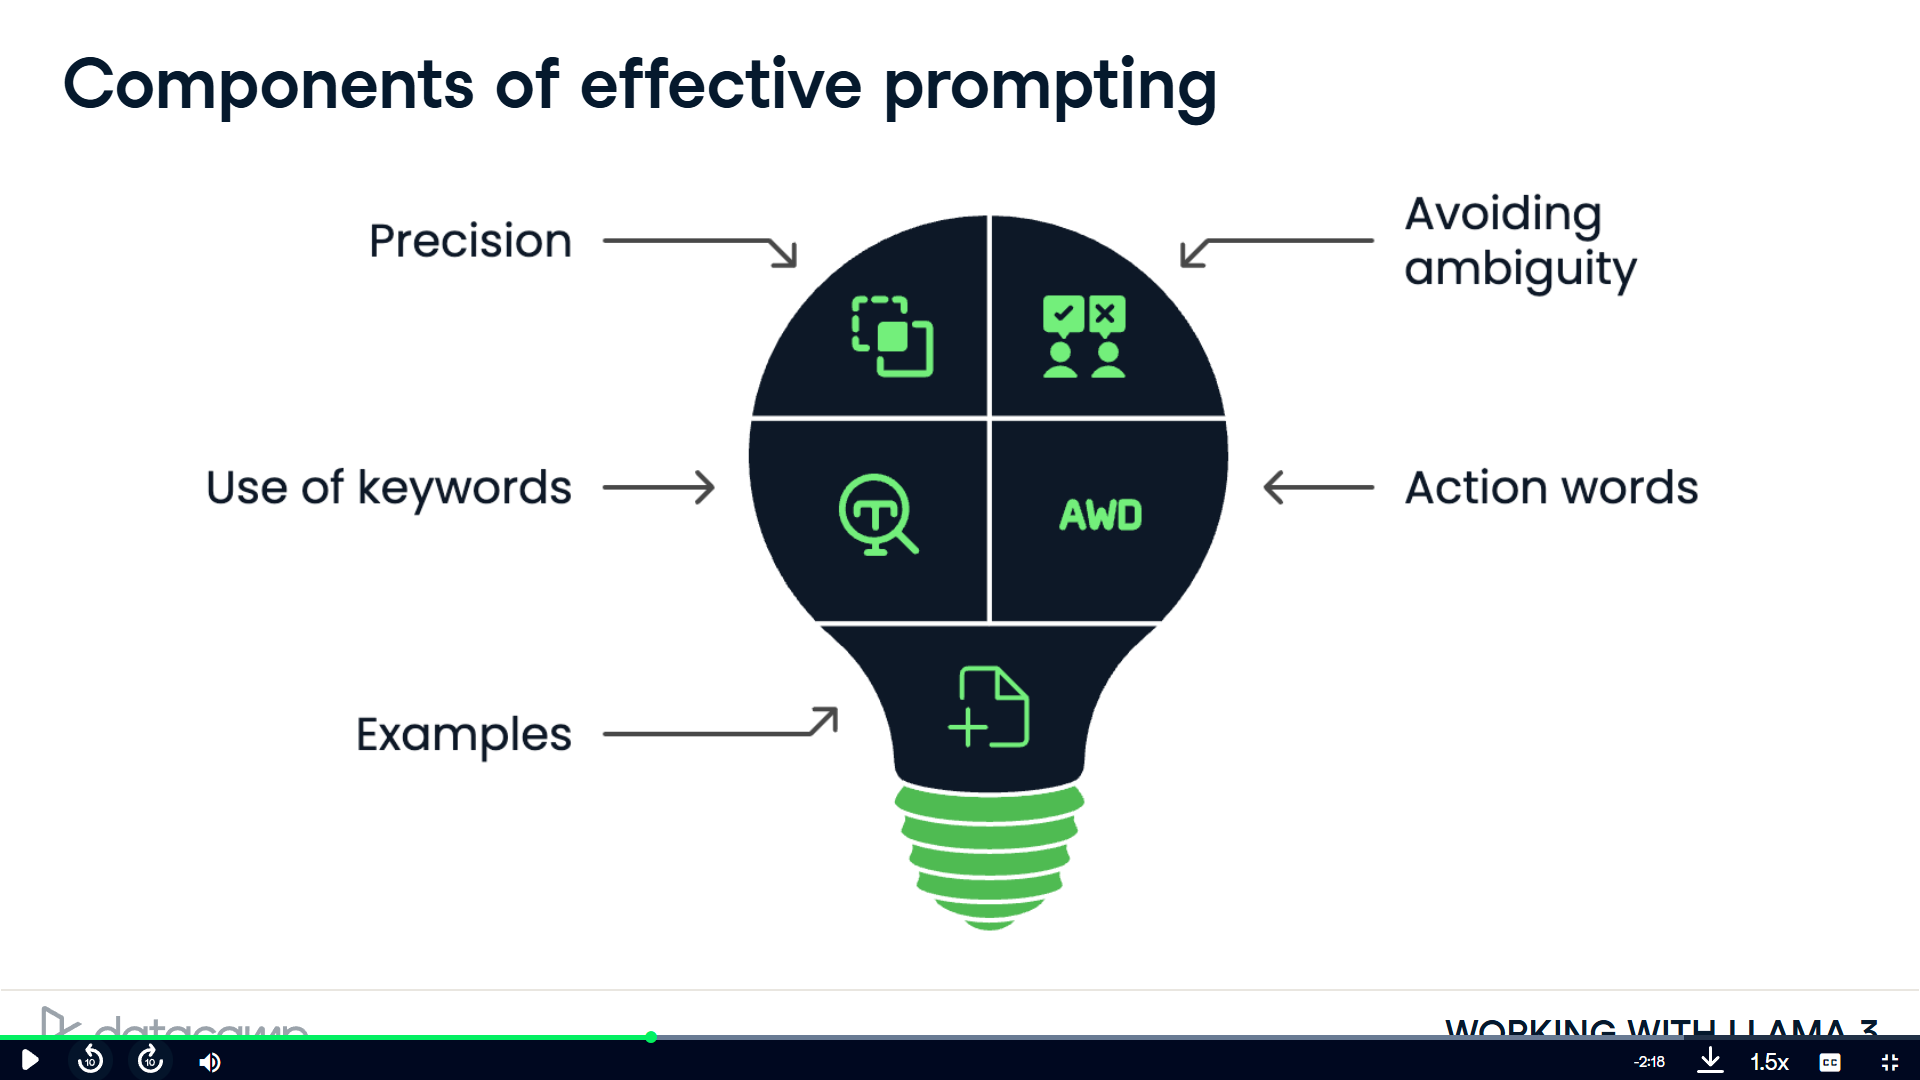 Components of effective prompting
Precision
Avoiding
ambiguity
Use of keywords
AWD
Action words
Examples
datacamp
WORKING WITH LLAMA 3
10
10
-2:18
1.5x
CC